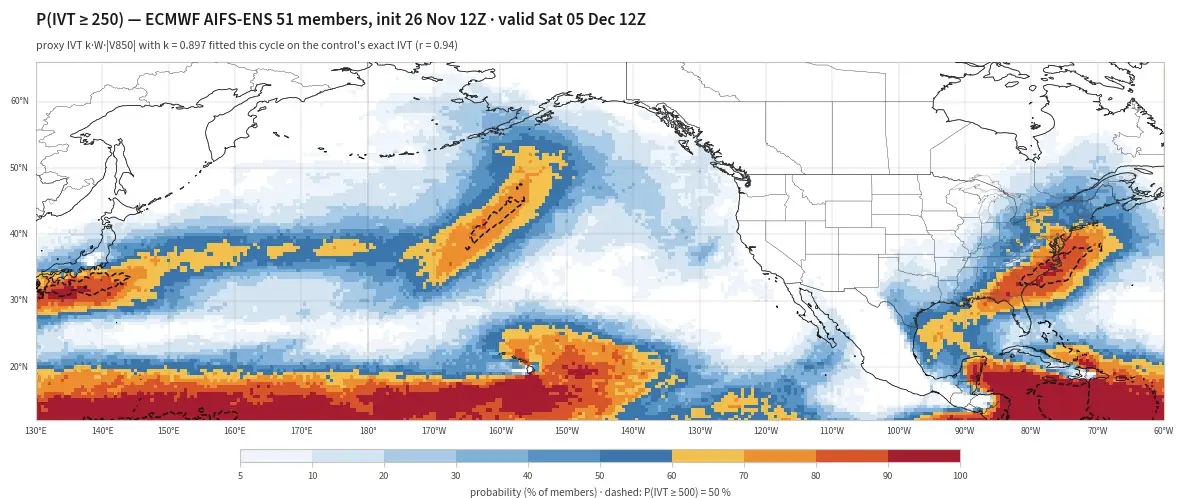 P(IVT ≥ 250) — ECMWF AIFS-ENS 51 members, init 26 Nov 12Z · valid Sat 05 Dec 12Z
proxy IVT k·W·|V850| with k = 0.897 fitted this cycle on the control's exact IVT (r = 0.94)
60°N
50°N
40°N
30°N
20°N
130°E 140°E 150°E 160°E 170°E 180° 170°W 160°W 150°W 140°W 130°W 120°W 110°W 100°W 90°W 80°W 70°W 60°W
5 10 20 30 40 50 60 70 80 90 100
probability (% of members) · dashed: P(IVT ≥ 500) = 50 %